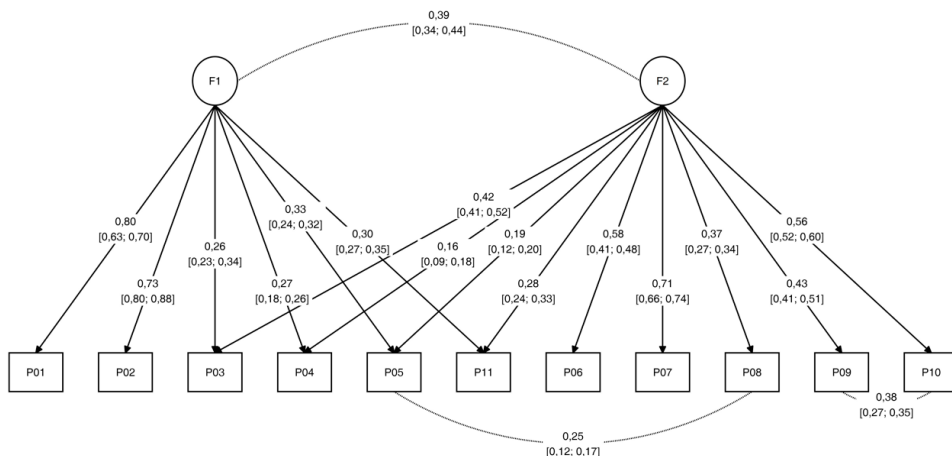 0,39
[0,34; 0,44]
F1
F2
0,80
[0,63; 0,70]
0,73
[0,80; 0,88]
0,26
[0,23; 0,34]
0,27
[0,18; 0,26]
0,33
[0,24; 0,32]
0,30
[0,27; 0,35]
0,42
[0,41; 0,52]
0,16
[0,09; 0,18]
0,19
[0,12; 0,20]
0,28
[0,24; 0,33]
0,58
[0,41; 0,48]
0,71
[0,66; 0,74]
0,37
[0,27; 0,34]
0,43
[0,41; 0,51]
0,56
[0,52; 0,60]
P01
P02
P03
P04
P05
P11
P06
P07
P08
P09
P10
0,38
[0,27; 0,35]
0,25
[0,12; 0,17]